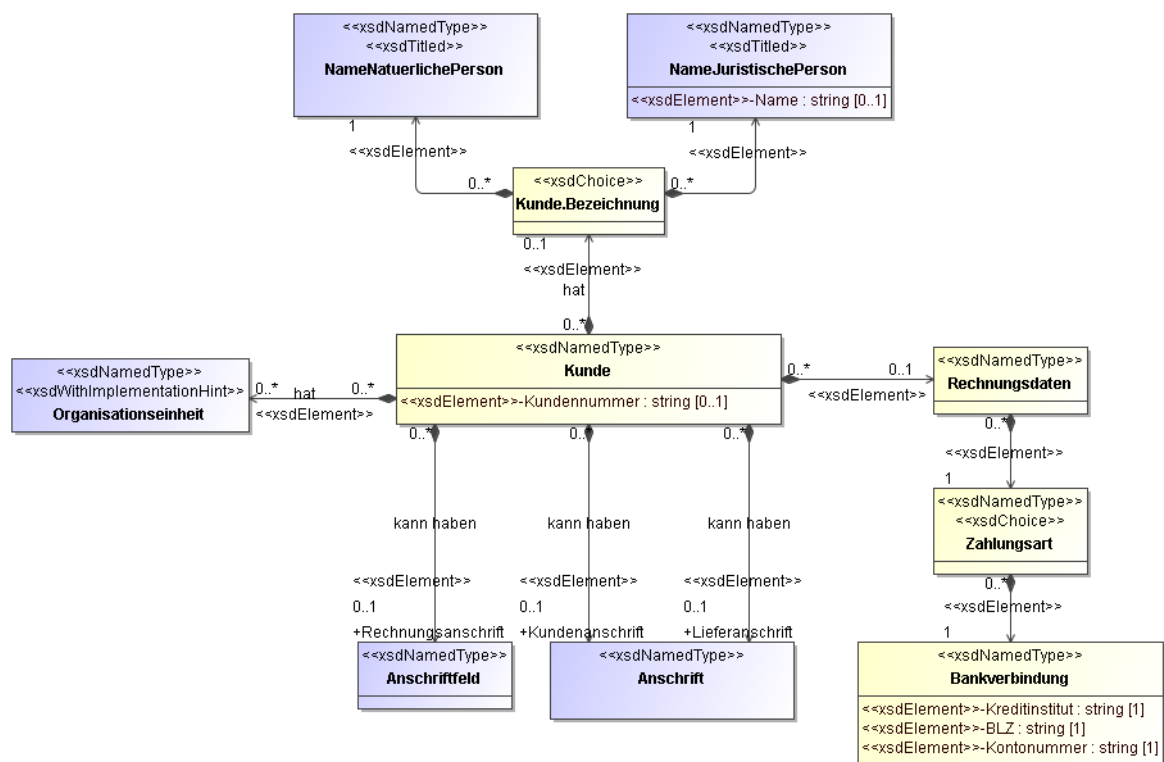 <<xsdNamedType>>
<<xsdTitled>>
NameNatuerlichePerson
<<xsdNamedType>>
<<xsdTitled>>
NameJuristischePerson
<<xsdElement>>-Name : string [0..1]
1
<<xsdElement>>
0..*
1
<<xsdElement>>
0..*
<<xsdChoice>>
Kunde.Bezeichnung
0..1
<<xsdElement>>
hat
0..*
<<xsdNamedType>>
Kunde
<<xsdElement>>-Kundennummer : string [0..1]
<<xsdNamedType>>
<<xsdWithImplementationHint>>
Organisationseinheit
0..*
hat
0..*
<<xsdElement>>
0..*
0..1
<<xsdElement>>
<<xsdNamedType>>
Rechnungsdaten
0..*
<<xsdElement>>
1
<<xsdNamedType>>
<<xsdChoice>>
Zahlungsart
0..*
<<xsdElement>>
1
<<xsdNamedType>>
Bankverbindung
<<xsdElement>>-Kreditinstitut : string [1]
<<xsdElement>>-BLZ : string [1]
<<xsdElement>>-Kontonummer : string [1]
0..*
kann haben
<<xsdElement>>
0..1
+Rechnungsanschrift
<<xsdNamedType>>
Anschriftfeld
0..*
kann haben
<<xsdElement>>
0..1
+Kundenanschrift
0..*
kann haben
<<xsdElement>>
0..1
+Lieferanschrift
<<xsdNamedType>>
Anschrift